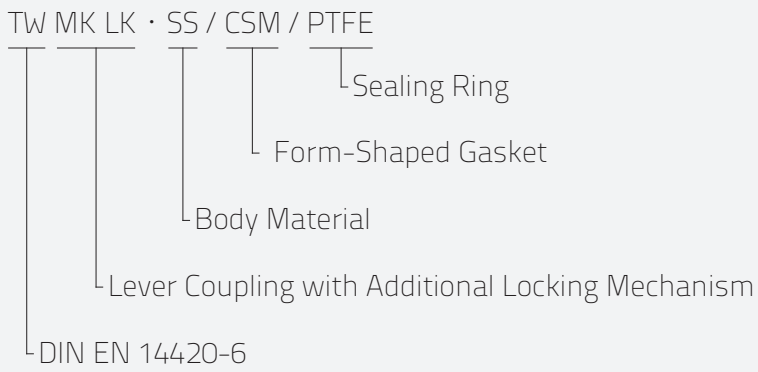 TW MK LK · SS / CSM / PTFE
Sealing Ring
Form-Shaped Gasket
Body Material
Lever Coupling with Additional Locking Mechanism
DIN EN 14420-6